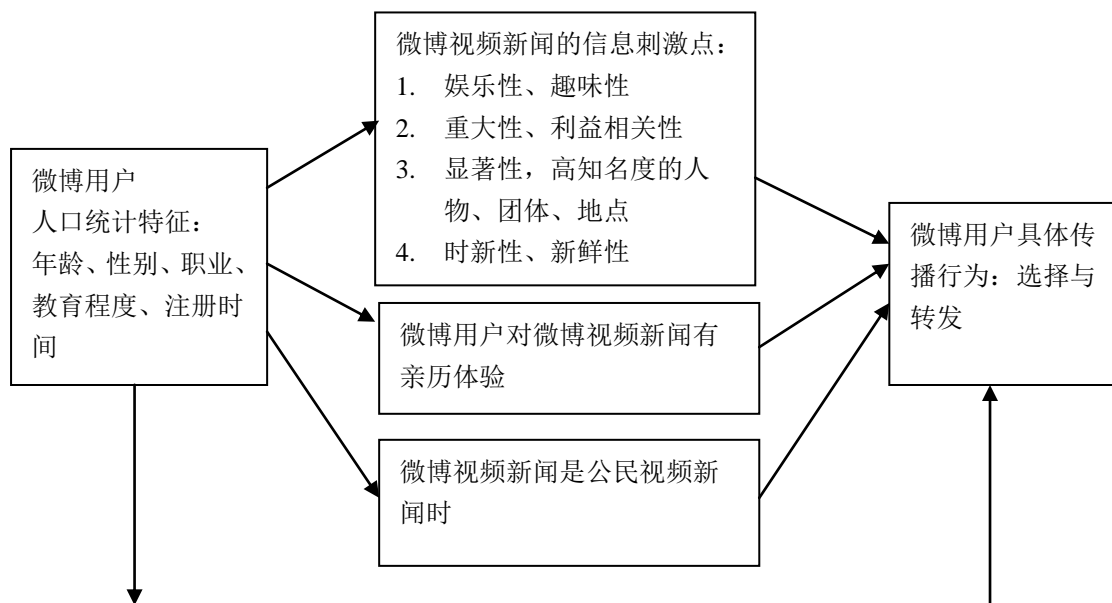 微博用户
人口统计特征：
年龄、性别、职业、
教育程度、注册时
间
微博视频新闻的信息刺激点：
1. 娱乐性、趣味性
2. 重大性、利益相关性
3. 显著性，高知名度的人
物、团体、地点
4. 时新性、新鲜性
微博用户对微博视频新闻有
亲历体验
微博视频新闻是公民视频新
闻时
微博用户具体传
播行为：选择与
转发